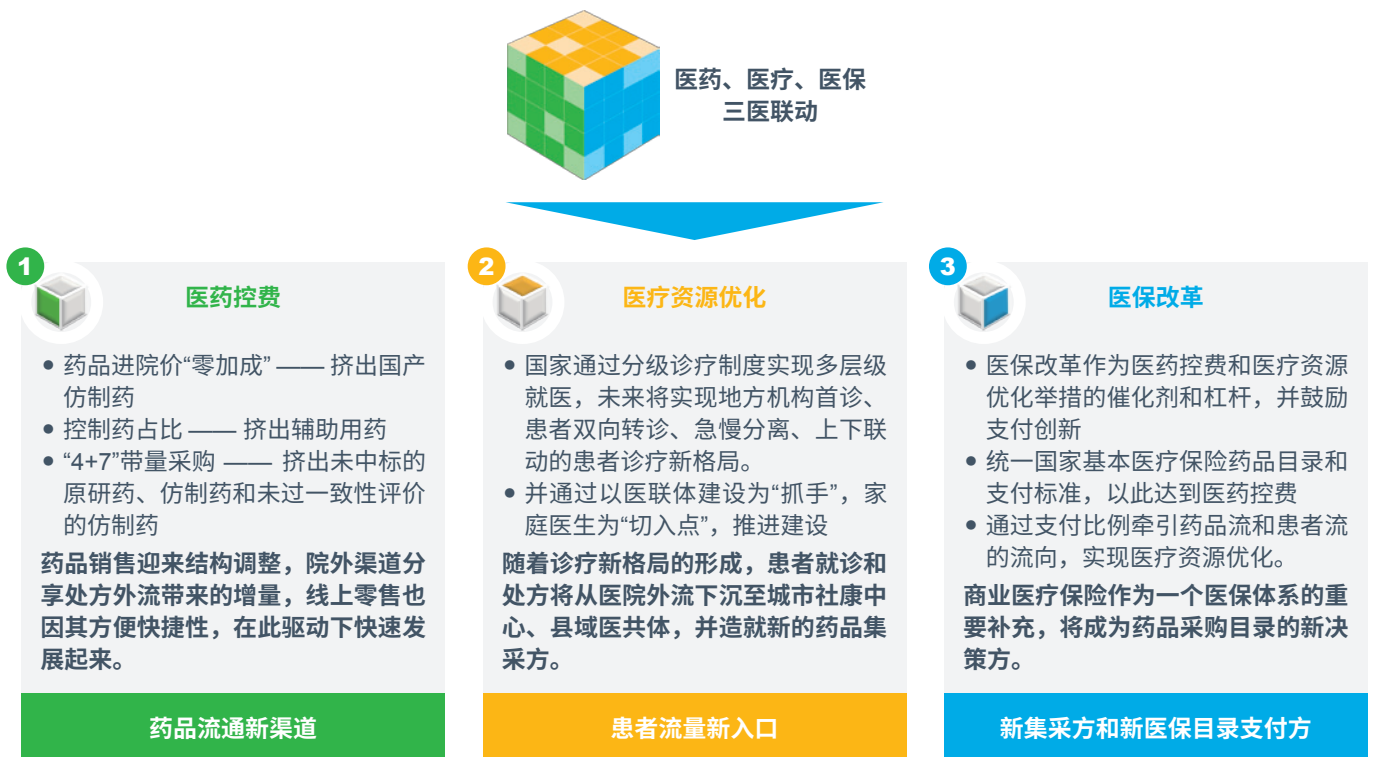 医药、医疗、医保
三医联动
1
医药控费
• 药品进院价“零加成” —— 挤出国产
仿制药
• 控制药占比 —— 挤出辅助用药
• “4+7”带量采购 —— 挤出未中标的
原研药、仿制药和未过一致性评价
的仿制药
药品销售迎来结构调整，院外渠道分
享处方外流带来的增量，线上零售也
因其方便快捷性，在此驱动下快速发
展起来。
药品流通新渠道
2
医疗资源优化
• 国家通过分级诊疗制度实现多层级
就医，未来将实现地方机构首诊、
患者双向转诊、急慢分离、上下联
动的患者诊疗新格局。
• 并通过以医联体建设为“抓手”，家
庭医生为“切入点”，推进建设
随着诊疗新格局的形成，患者就诊和
处方将从医院外流下沉至城市社康中
心、县域医共体，并造就新的药品集
采方。
患者流量新入口
3
医保改革
• 医保改革作为医药控费和医疗资源
优化举措的催化剂和杠杆，并鼓励
支付创新
• 统一国家基本医疗保险药品目录和
支付标准，以此达到医药控费
• 通过支付比例牵引药品流和患者流
的流向，实现医疗资源优化。
商业医疗保险作为一个医保体系的重
要补充，将成为药品采购目录的新决
策方。
新集采方和新医保目录支付方